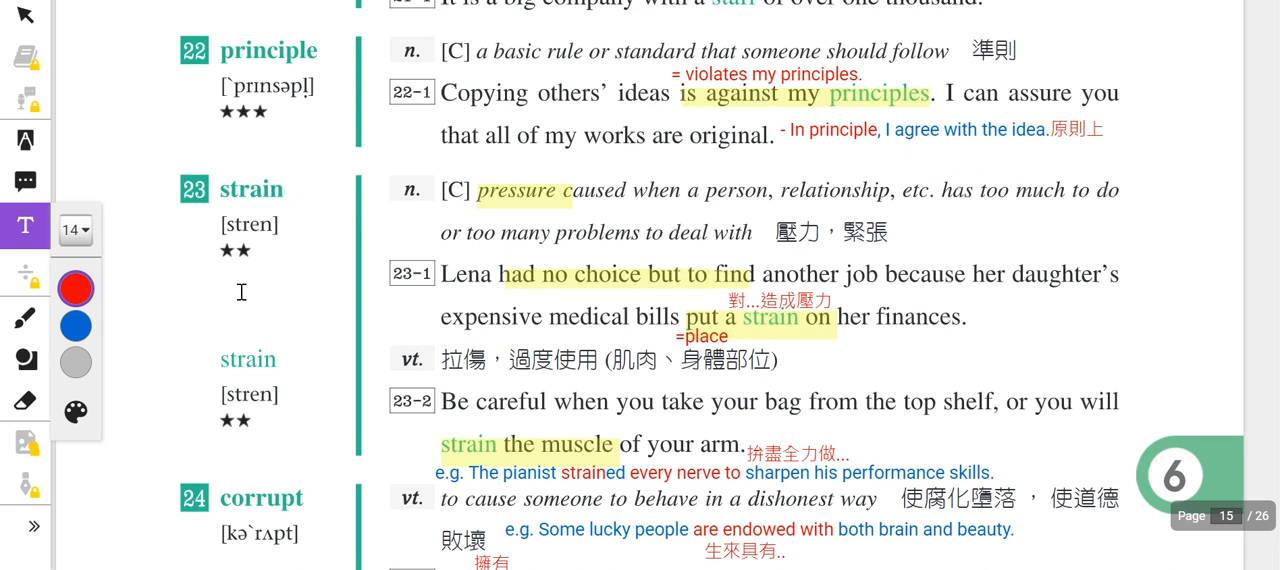 21-1 It is a big company with a staff of over one thousand.
22 principle n. [C] a basic rule or standard that someone should follow 準則
= violates my principles.
[ˋprɪnsəpl̩] 22-1 Copying others' ideas is against my principles. I can assure you
★★★
that all of my works are original. - In principle, I agree with the idea.原則上
23 strain n. [C] pressure caused when a person, relationship, etc. has too much to do
[stren] or too many problems to deal with 壓力，緊張
★★
14
23-1 Lena had no choice but to find another job because her daughter's
對...造成壓力
expensive medical bills put a strain on her finances.
=place
strain vt. 拉傷，過度使用 (肌肉、身體部位)
[stren] 23-2 Be careful when you take your bag from the top shelf, or you will
★★
strain the muscle of your arm.拚盡全力做...
e.g. The pianist strained every nerve to sharpen his performance skills.
6
24 corrupt vt. to cause someone to behave in a dishonest way 使腐化墮落 ， 使道德
Page 15 / 26
[kəˋrʌpt] 敗壞 e.g. Some lucky people are endowed with both brain and beauty.
生來具有..
擁有
T